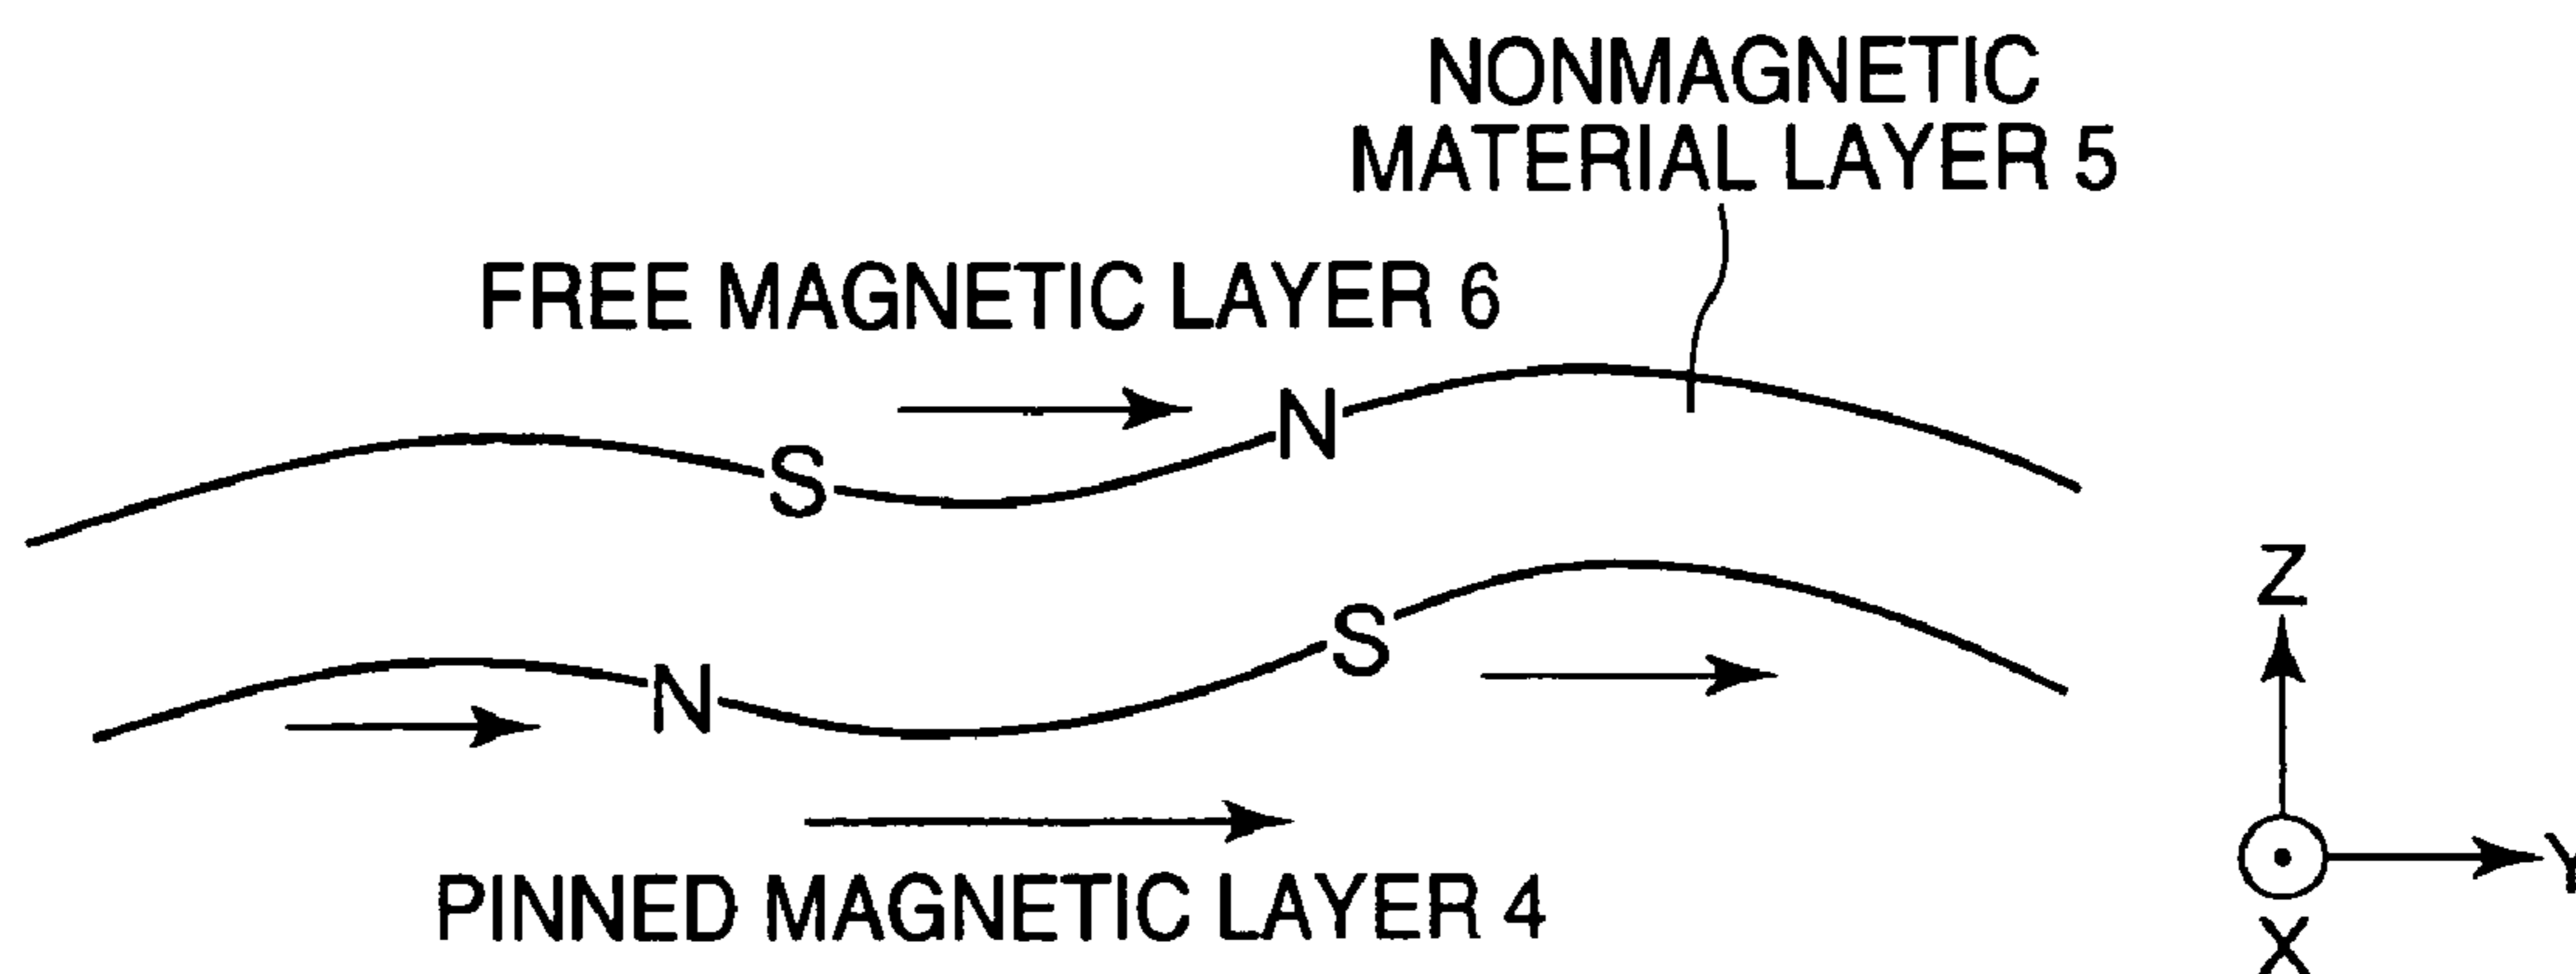 NONMAGNETIC
MATERIAL LAYER 5
FREE MAGNETIC LAYER 6
N
S
S
N
Z
Y
X
PINNED MAGNETIC LAYER 4